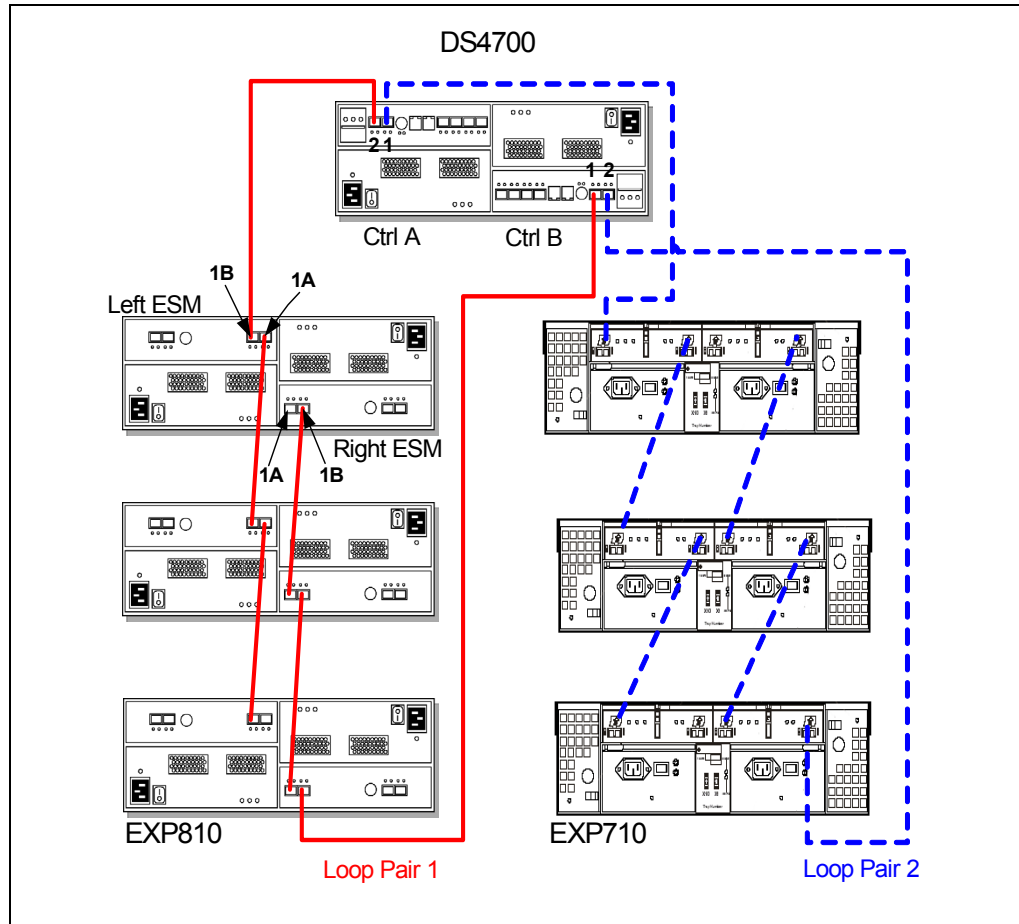 DS4700
2 1
1 2
Ctrl A
Ctrl B
1B
1A
Left ESM
Right ESM
1A
1B
EXP810
EXP710
Loop Pair 1
Loop Pair 2